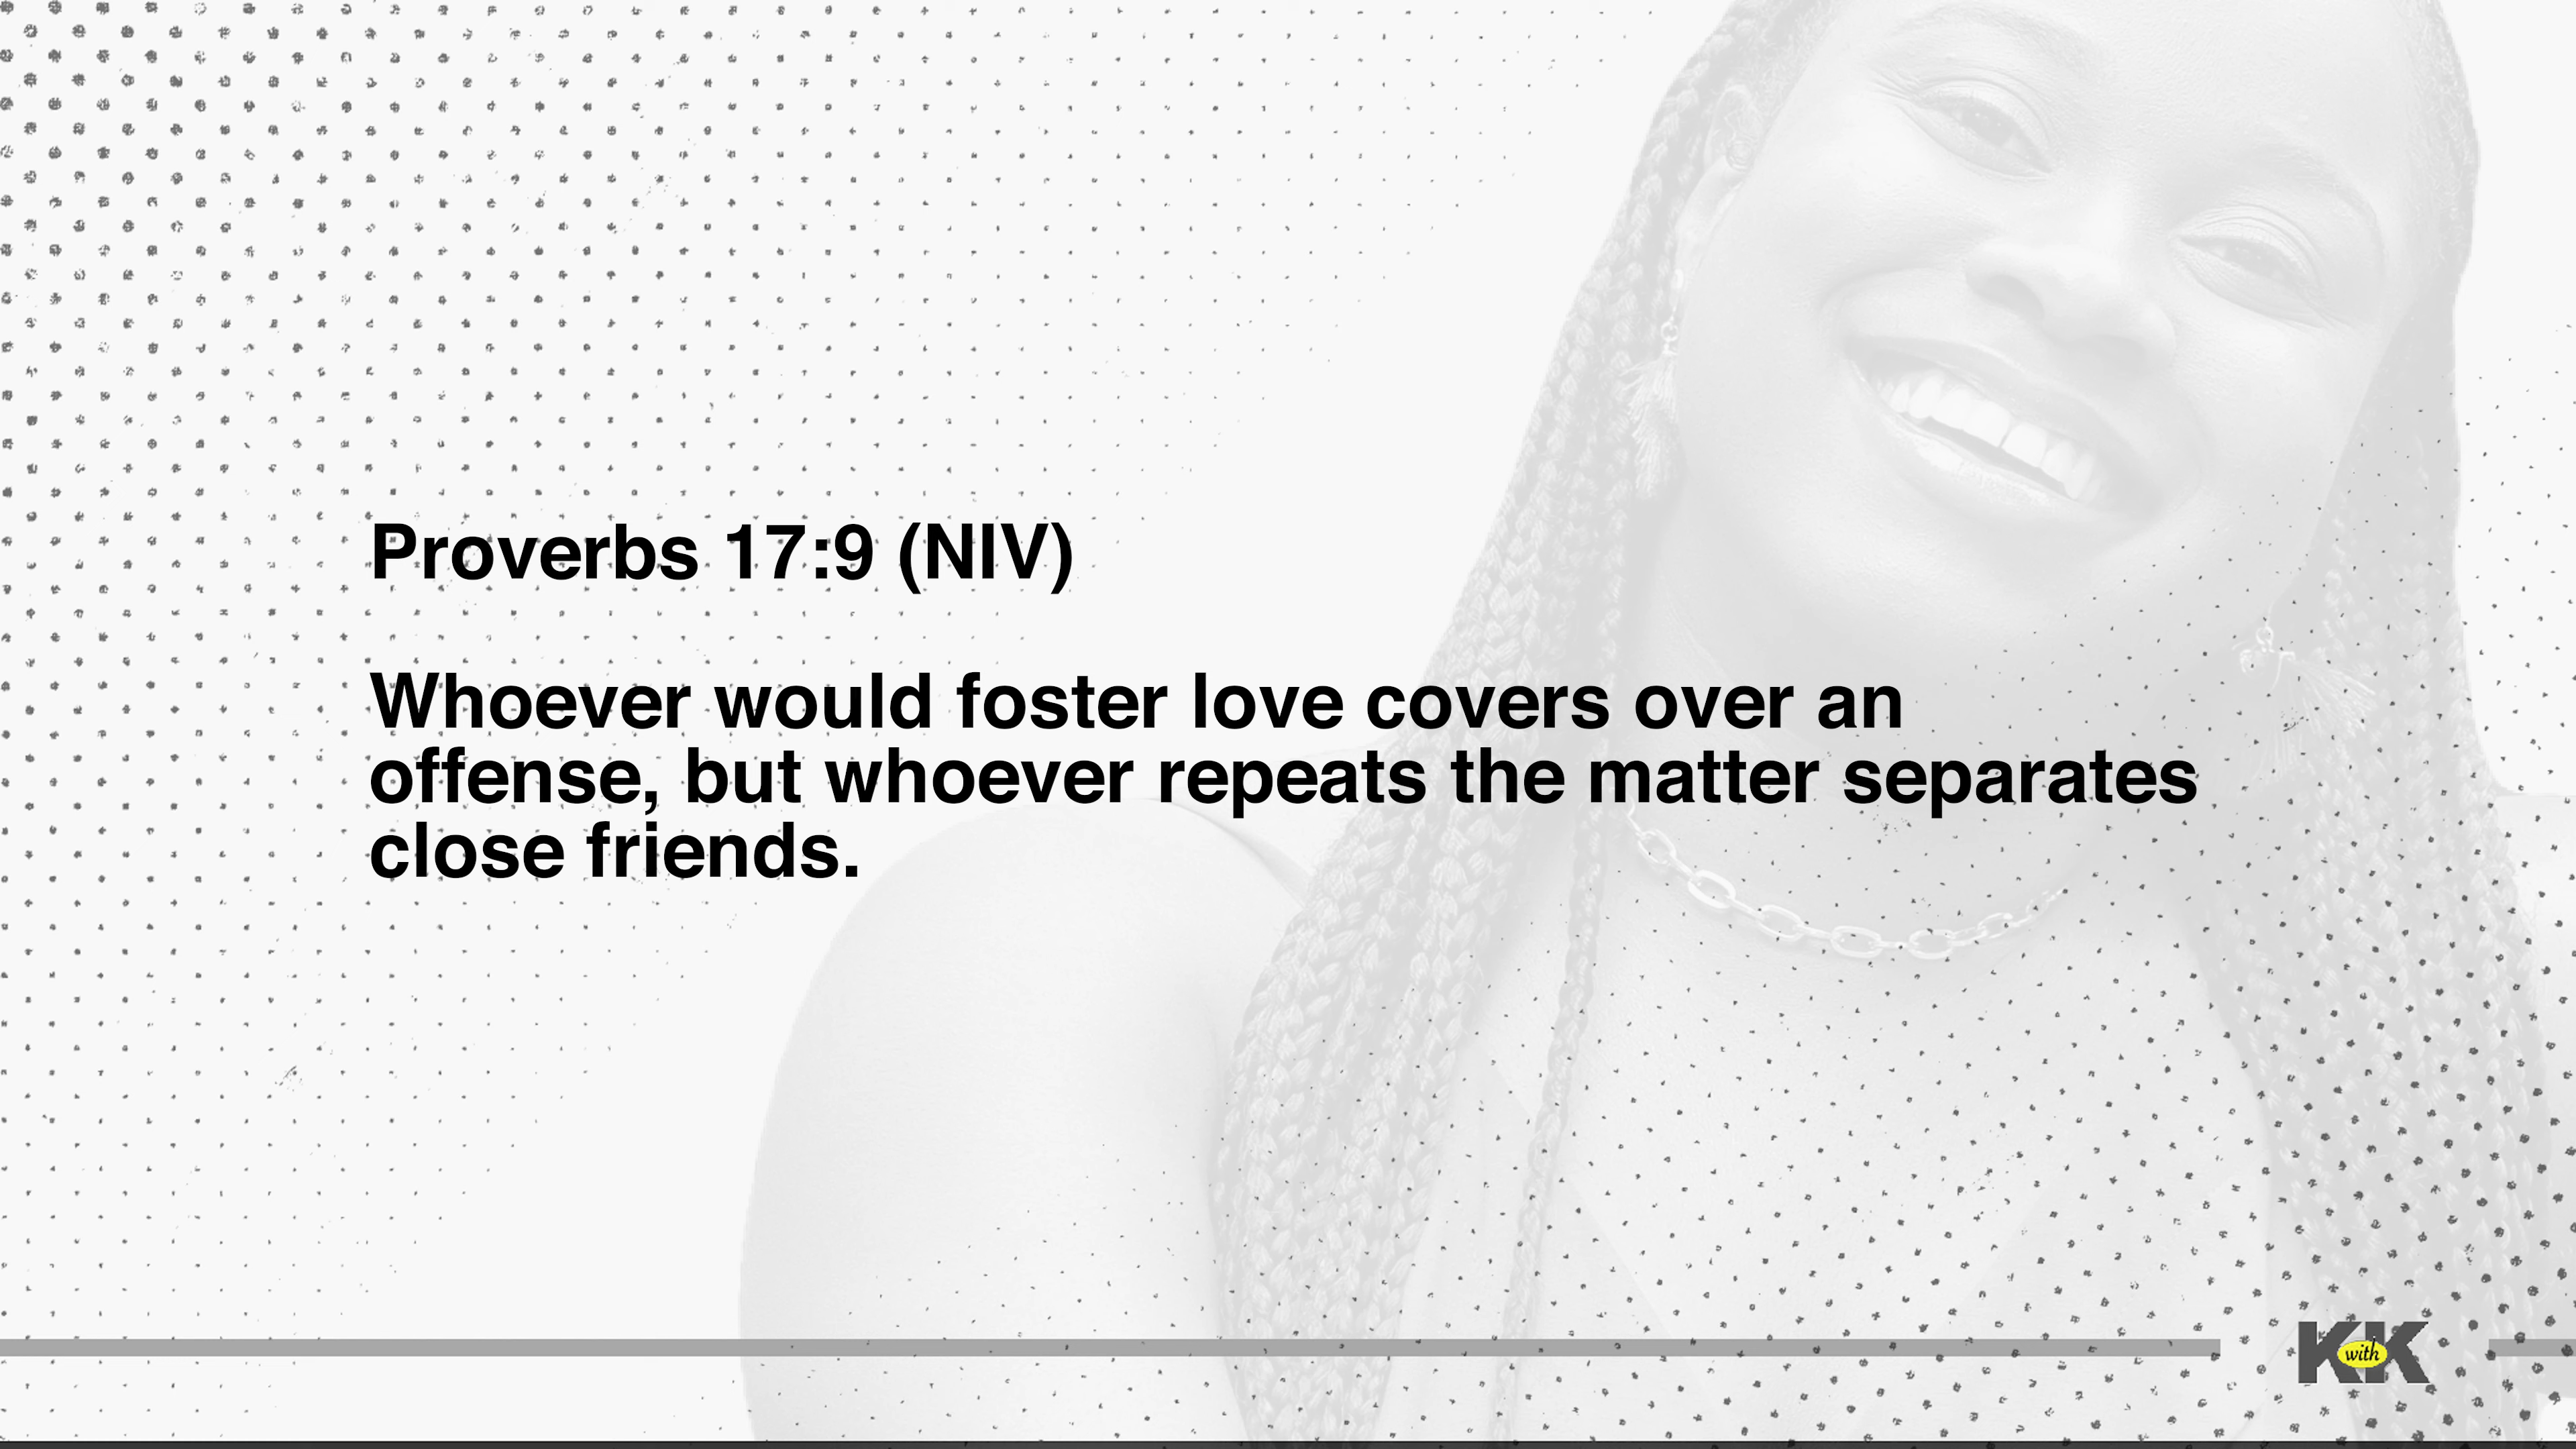 Proverbs 17:9 (NIV)
Whoever would foster love covers over an
offense, but whoever repeats the matter separates
close friends.
K with K